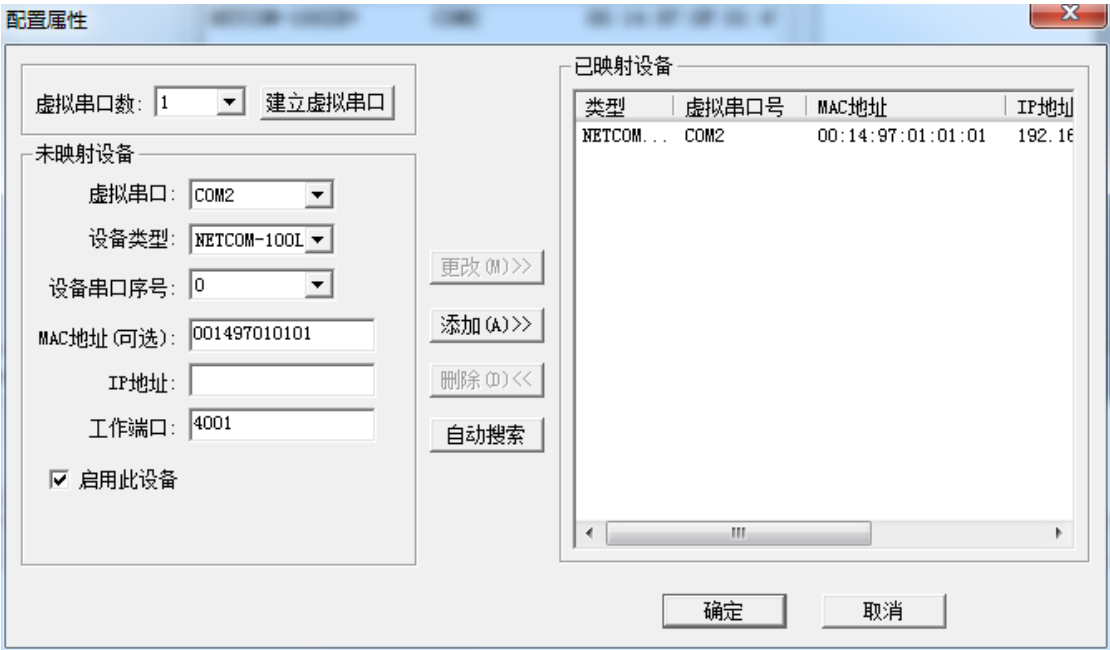 配置属性
虚拟串口数: 1 建立虚拟串口
未映射设备
虚拟串口: COM2
设备类型: NETCOM-100L
设备串口序号: 0
MAC地址(可选): 001497010101
IP地址:
工作端口: 4001
启用此设备
更改(M)>>
添加(A)>>
删除(D)<<
自动搜索
已映射设备
类型 虚拟串口号 MAC地址 IP地址
NETCOM... COM2 00:14:97:01:01:01 192.16
确定 取消